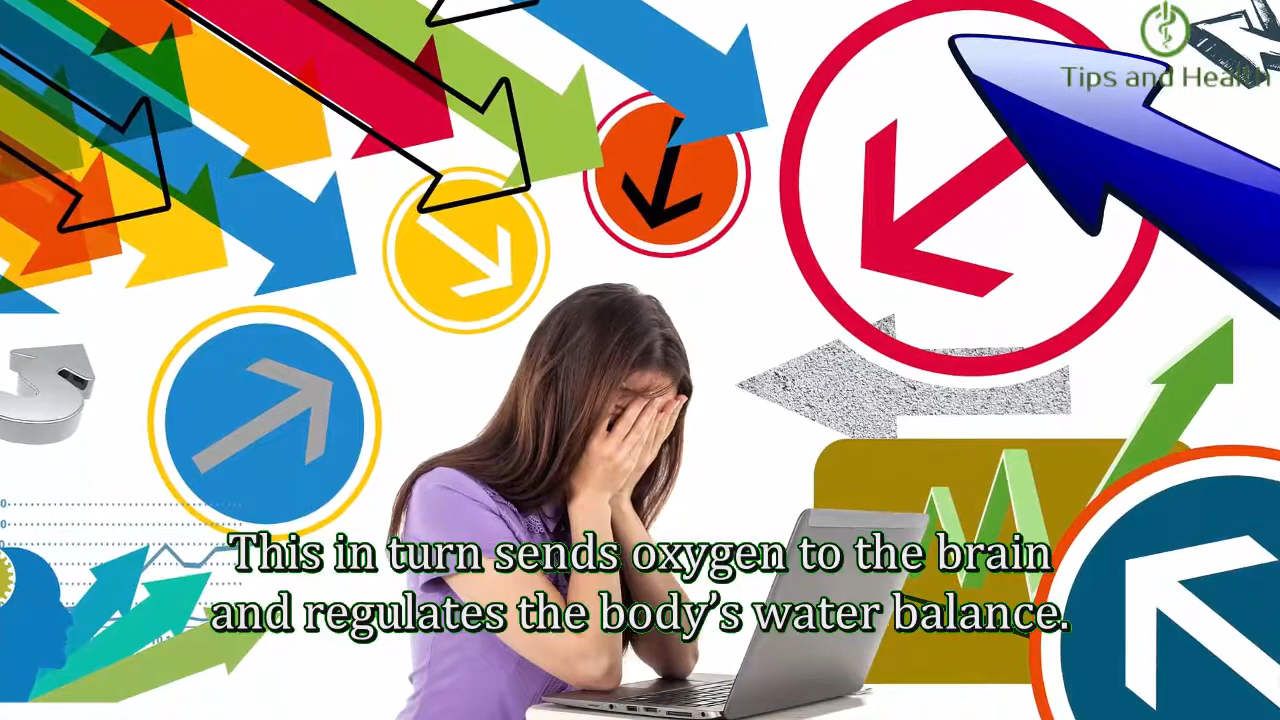 Tips and Health
This in turn sends oxygen to the brain
and regulates the body’s water balance.